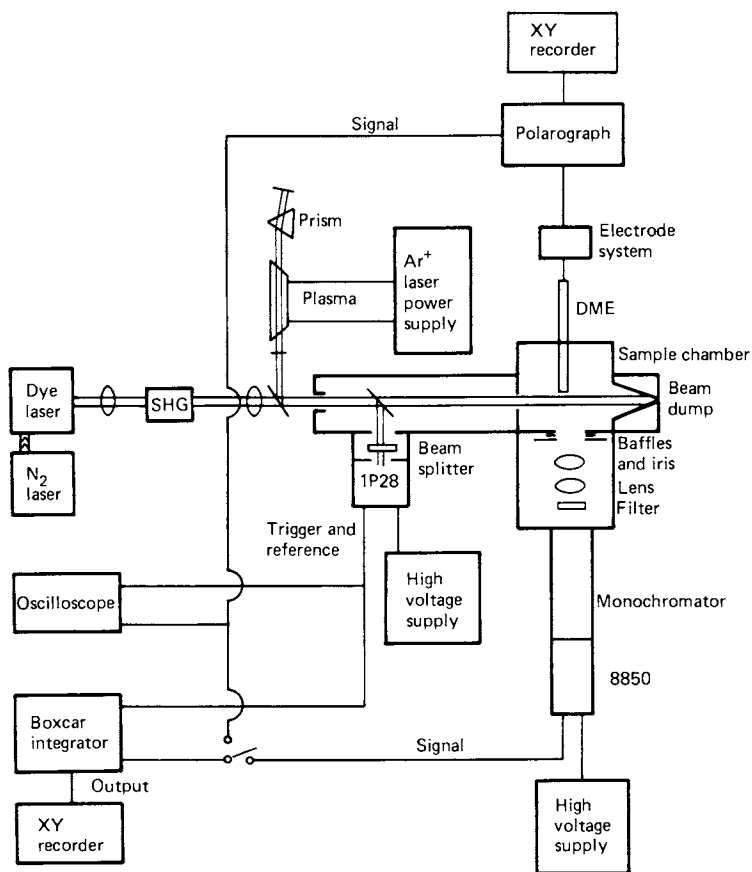 XY
recorder
Signal
Polarograph
Prism
Electrode
system
Ar+
laser
power
supply
Plasma
DME
Sample chamber
Dye
laser
SHG
Beam
dump
N2
laser
Beam
splitter
1P28
Baffles
and iris
Lens
Filter
Trigger and
reference
High
voltage
supply
Oscilloscope
Monochromator
8850
Boxcar
integrator
Signal
Output
XY
recorder
High
voltage
supply